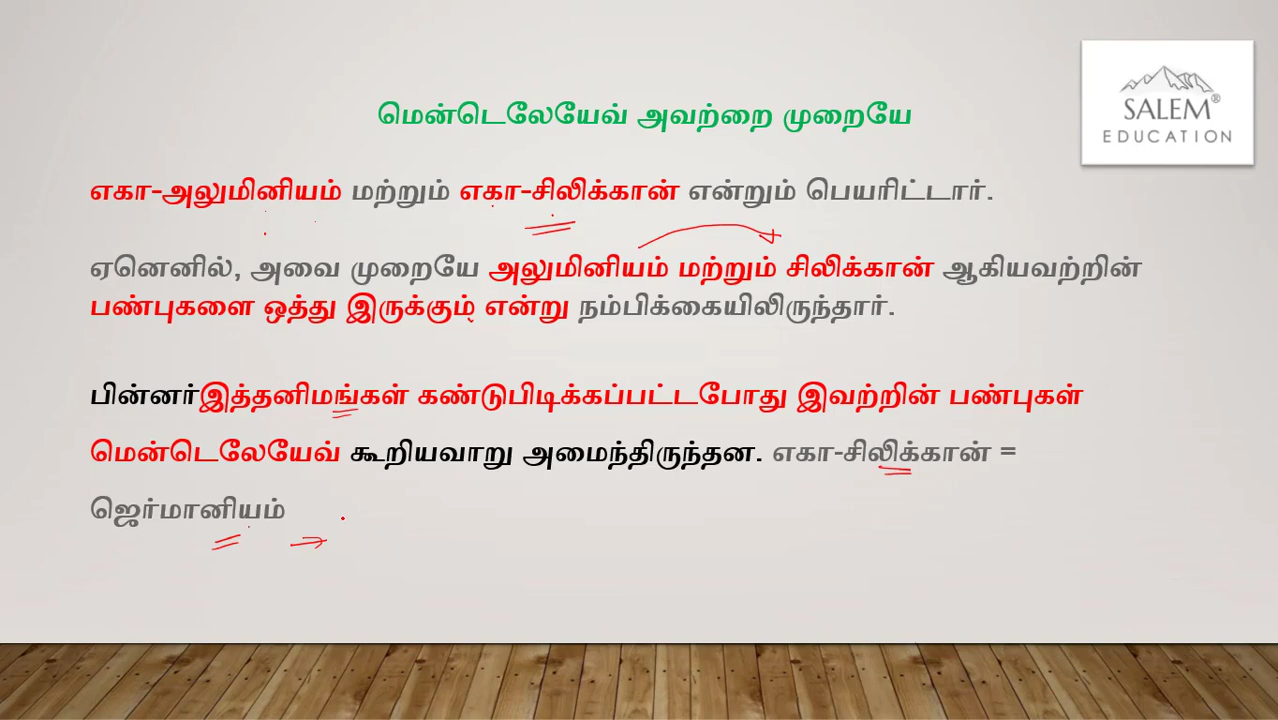 SALEM®
EDUCATION
மென்டெலேயேவ் அவற்றை முறையே
எகா-அலுமினியம் மற்றும் எகா-சிலிக்கான் என்றும் பெயரிட்டார்.
ஏனெனில், அவை முறையே அலுமினியம் மற்றும் சிலிக்கான் ஆகியவற்றின்
பண்புகளை ஒத்து இருக்கும் என்று நம்பிக்கையிலிருந்தார்.
பின்னர்இத்தனிமங்கள் கண்டுபிடிக்கப்பட்டபோது இவற்றின் பண்புகள்
மென்டெலேயேவ் கூறியவாறு அமைந்திருந்தன. எகா-சிலிக்கான் =
ஜெர்மானியம்